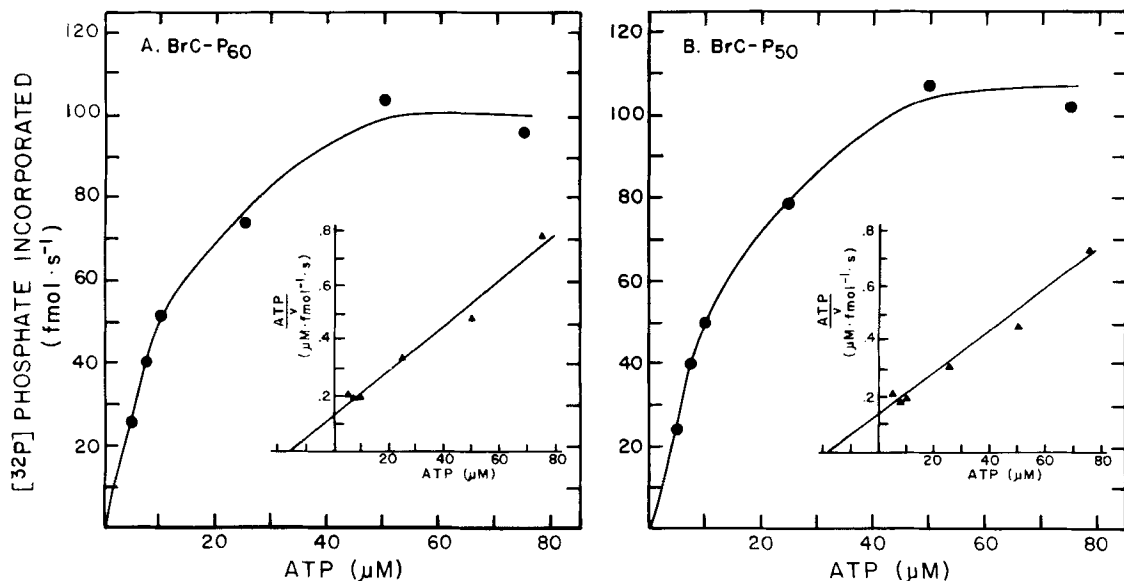 [32P] PHOSPHATE INCORPORATED
(fmol·s⁻¹)
A. BrC-P60
120
100
80
60
40
20
20 40 60 80
ATP (μM)
ATP
v
(μM·fmol⁻¹·s)
.8
.6
.4
.2
20 40 60 80
ATP (μM)
B. BrC-P50
120
100
80
60
40
20
20 40 60 80
ATP (μM)
ATP
v
(μM·fmol⁻¹·s)
.8
.6
.4
.2
20 40 60 80
ATP (μM)